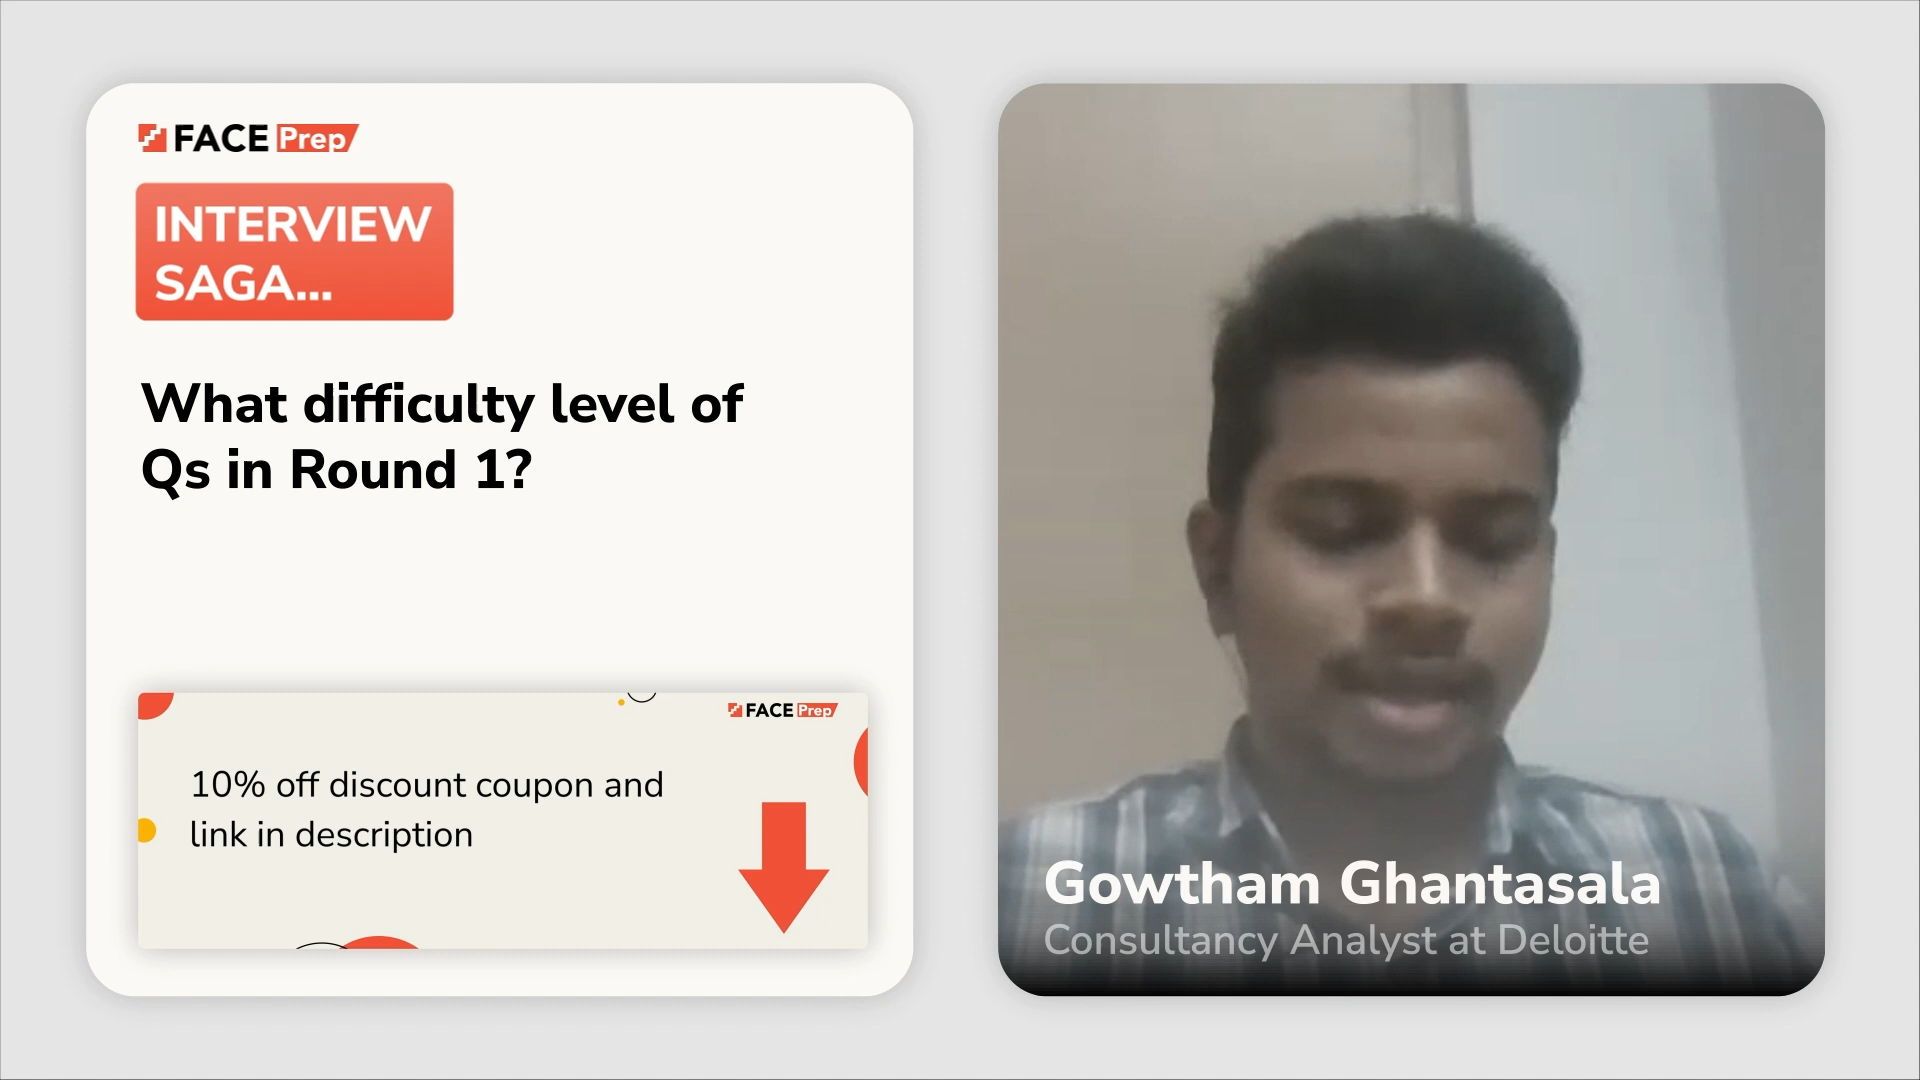 FACE Prep
INTERVIEW
SAGA...
What difficulty level of
Qs in Round 1?
FACE Prep
10% off discount coupon and
link in description
Gowtham Ghantasala
Consultancy Analyst at Deloitte